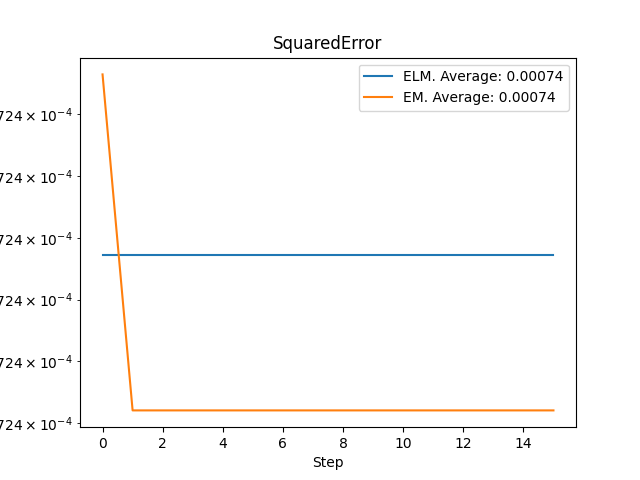 SquaredError
ELM. Average: 0.00074
EM. Average: 0.00074
724 × 10⁻⁴
724 × 10⁻⁴
724 × 10⁻⁴
724 × 10⁻⁴
724 × 10⁻⁴
724 × 10⁻⁴
0 2 4 6 8 10 12 14
Step